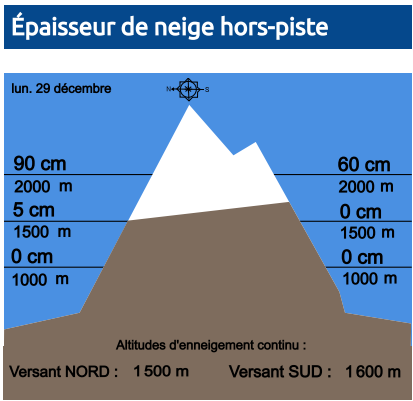 Épaisseur de neige hors-piste
lun. 29 décembre
N S
90 cm 60 cm
2000 m 2000 m
5 cm 0 cm
1500 m 1500 m
0 cm 0 cm
1000 m 1000 m
Altitudes d'enneigement continu :
Versant NORD : 1500 m Versant SUD : 1600 m